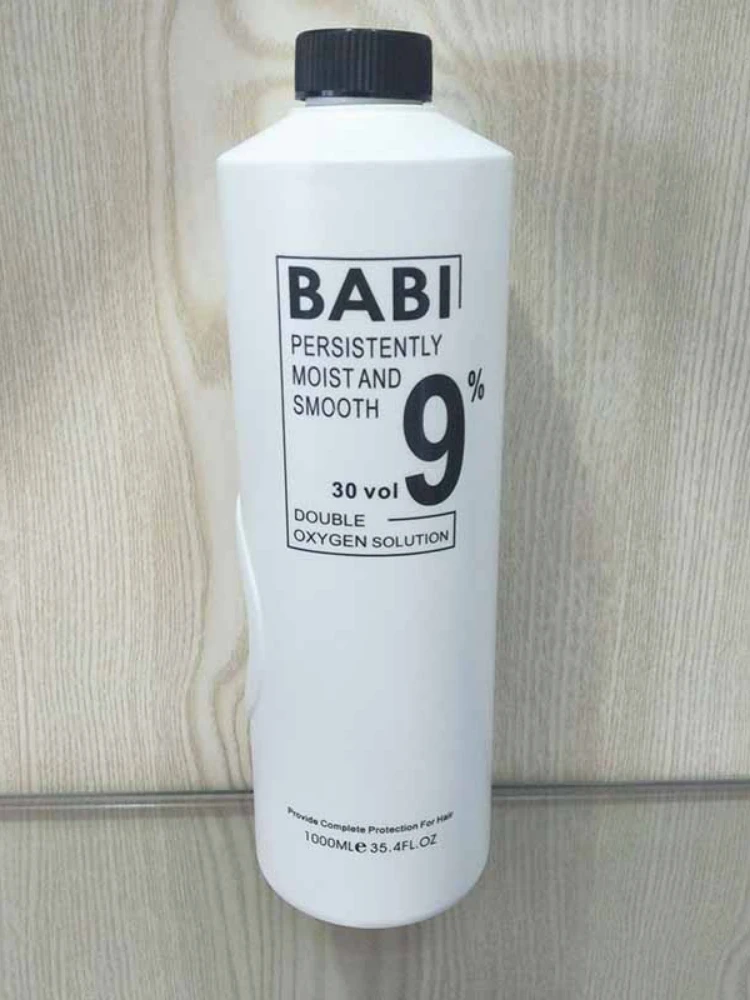 BABI
PERSISTENTLY
MOIST AND
SMOOTH
9%
30 vol
DOUBLE
OXYGEN SOLUTION
Provide Complete Protection For Hair
1000MLe 35.4FL.OZ